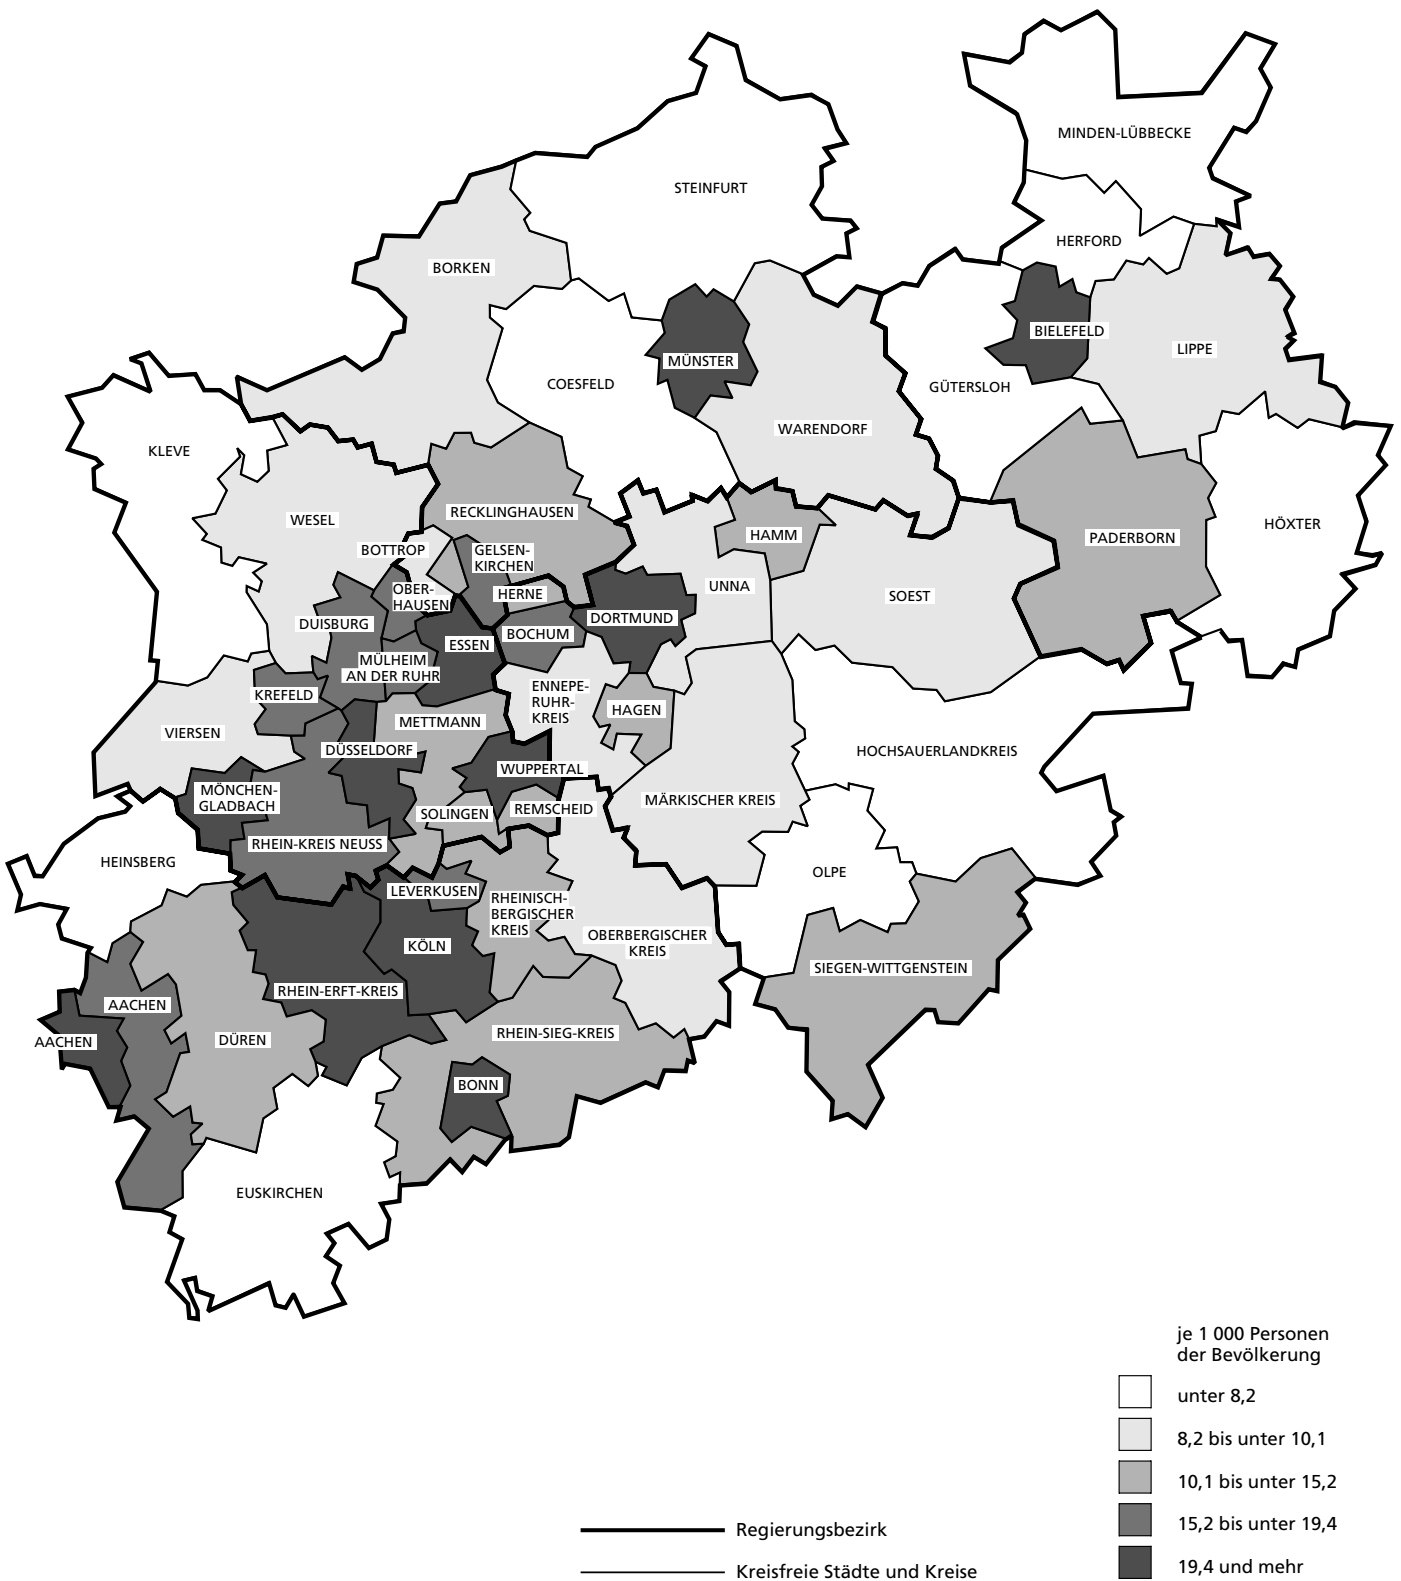 MINDEN-LÜBBECKE
STEINFURT
HERFORD
BORKEN
BIELEFELD
LIPPE
MÜNSTER
COESFELD
GÜTERSLOH
WARENDORF
KLEVE
RECKLINGHAUSEN
WESEL
HÖXTER
HAMM
PADERBORN
BOTTROP
GELSEN-
KIRCHEN
UNNA
OBER-
HAUSEN
HERNE
SOEST
DUISBURG
DORTMUND
BOCHUM
ESSEN
MÜLHEIM
AN DER RUHR
KREFELD
ENNEPE-
RUHR-
KREIS
HAGEN
METTMANN
VIERSEN
DÜSSELDORF
HOCHSAUERLANDKREIS
WUPPERTAL
MÖNCHEN-
GLADBACH
MÄRKISCHER KREIS
REMSCHEID
SOLINGEN
RHEIN-KREIS NEUSS
HEINSBERG
OLPE
LEVERKUSEN
RHEINISCH-
BERGISCHER
KREIS
OBERBERGISCHER
KREIS
KÖLN
SIEGEN-WITTGENSTEIN
RHEIN-ERFT-KREIS
AACHEN
RHEIN-SIEG-KREIS
AACHEN
DÜREN
BONN
EUSKIRCHEN
je 1 000 Personen
der Bevölkerung
unter 8,2
8,2 bis unter 10,1
10,1 bis unter 15,2
15,2 bis unter 19,4
19,4 und mehr
Regierungsbezirk
Kreisfreie Städte und Kreise